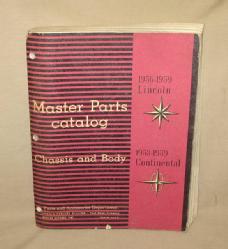 1956-1959
Lincoln
Master Parts
catalog
Chassis and Body
1958-1959
Continental
Parts and Accessories Department